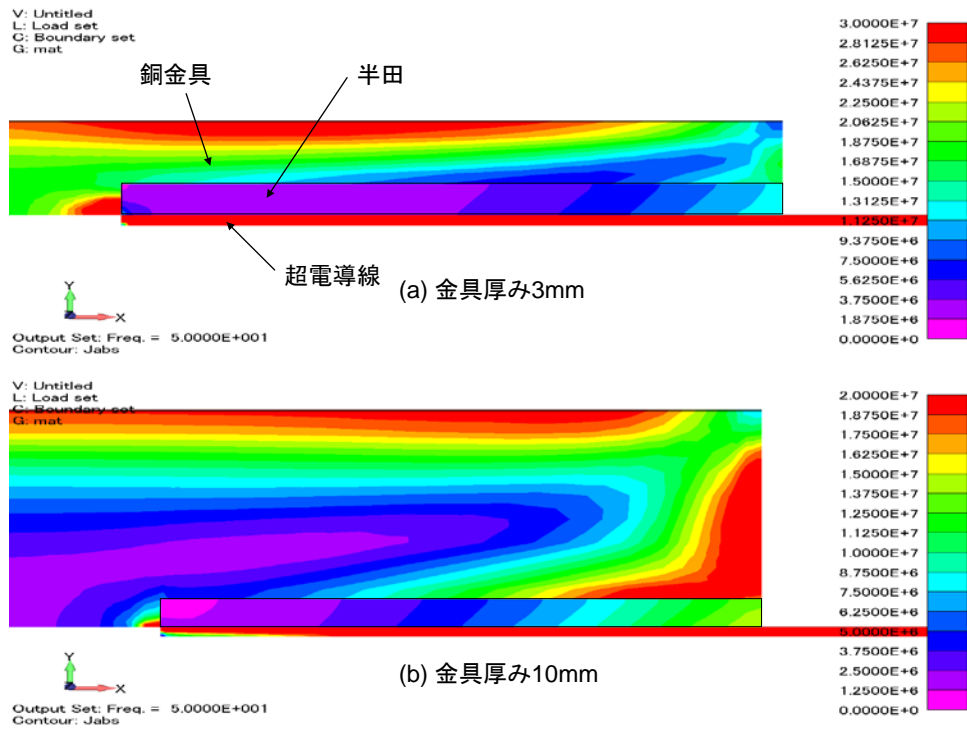 V: Untitled
L: Load set
C: Boundary set
G: mat
銅金具
半田
超電導線
(a) 金具厚み3mm
Y
X
Output Set: Freq. = 5.0000E+001
Contour: Jabs
3.0000E+7
2.8125E+7
2.6250E+7
2.4375E+7
2.2500E+7
2.0625E+7
1.8750E+7
1.6875E+7
1.5000E+7
1.3125E+7
1.1250E+7
9.3750E+6
7.5000E+6
5.6250E+6
3.7500E+6
1.8750E+6
0.0000E+0
V: Untitled
L: Load set
C: Boundary set
G: mat
(b) 金具厚み10mm
Y
X
Output Set: Freq. = 5.0000E+001
Contour: Jabs
2.0000E+7
1.8750E+7
1.7500E+7
1.6250E+7
1.5000E+7
1.3750E+7
1.2500E+7
1.1250E+7
1.0000E+7
8.7500E+6
7.5000E+6
6.2500E+6
5.0000E+6
3.7500E+6
2.5000E+6
1.2500E+6
0.0000E+0